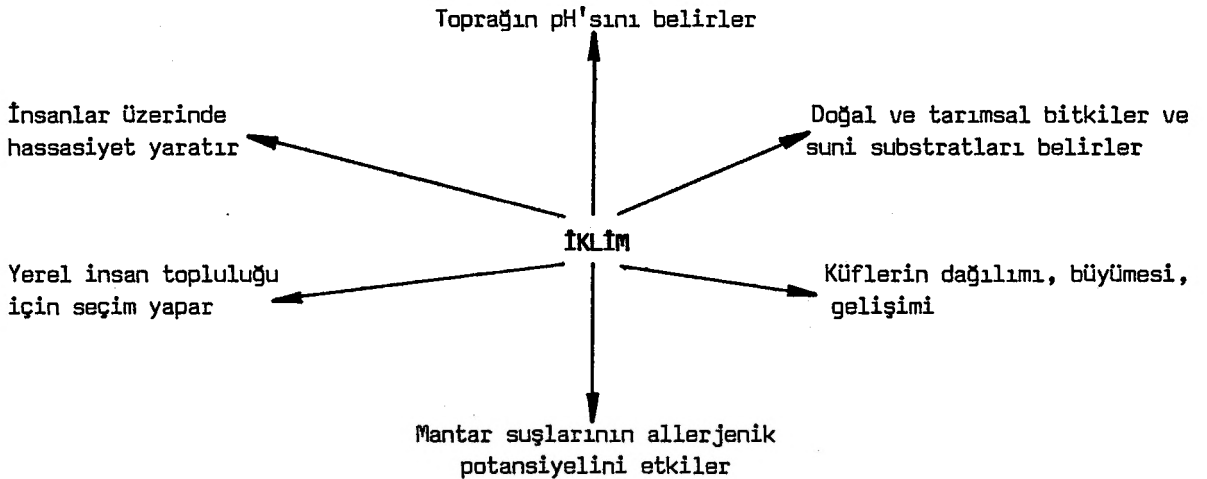 Toprağın pH'sını belirler
İnsanlar üzerinde
hassasiyet yaratır
Doğal ve tarımsal bitkiler ve
suni substratları belirler
İKLİM
Yerel insan topluluğu
için seçim yapar
Küflerin dağılımı, büyümesi,
gelişimi
Mantar suşlarının allerjenik
potansiyelini etkiler